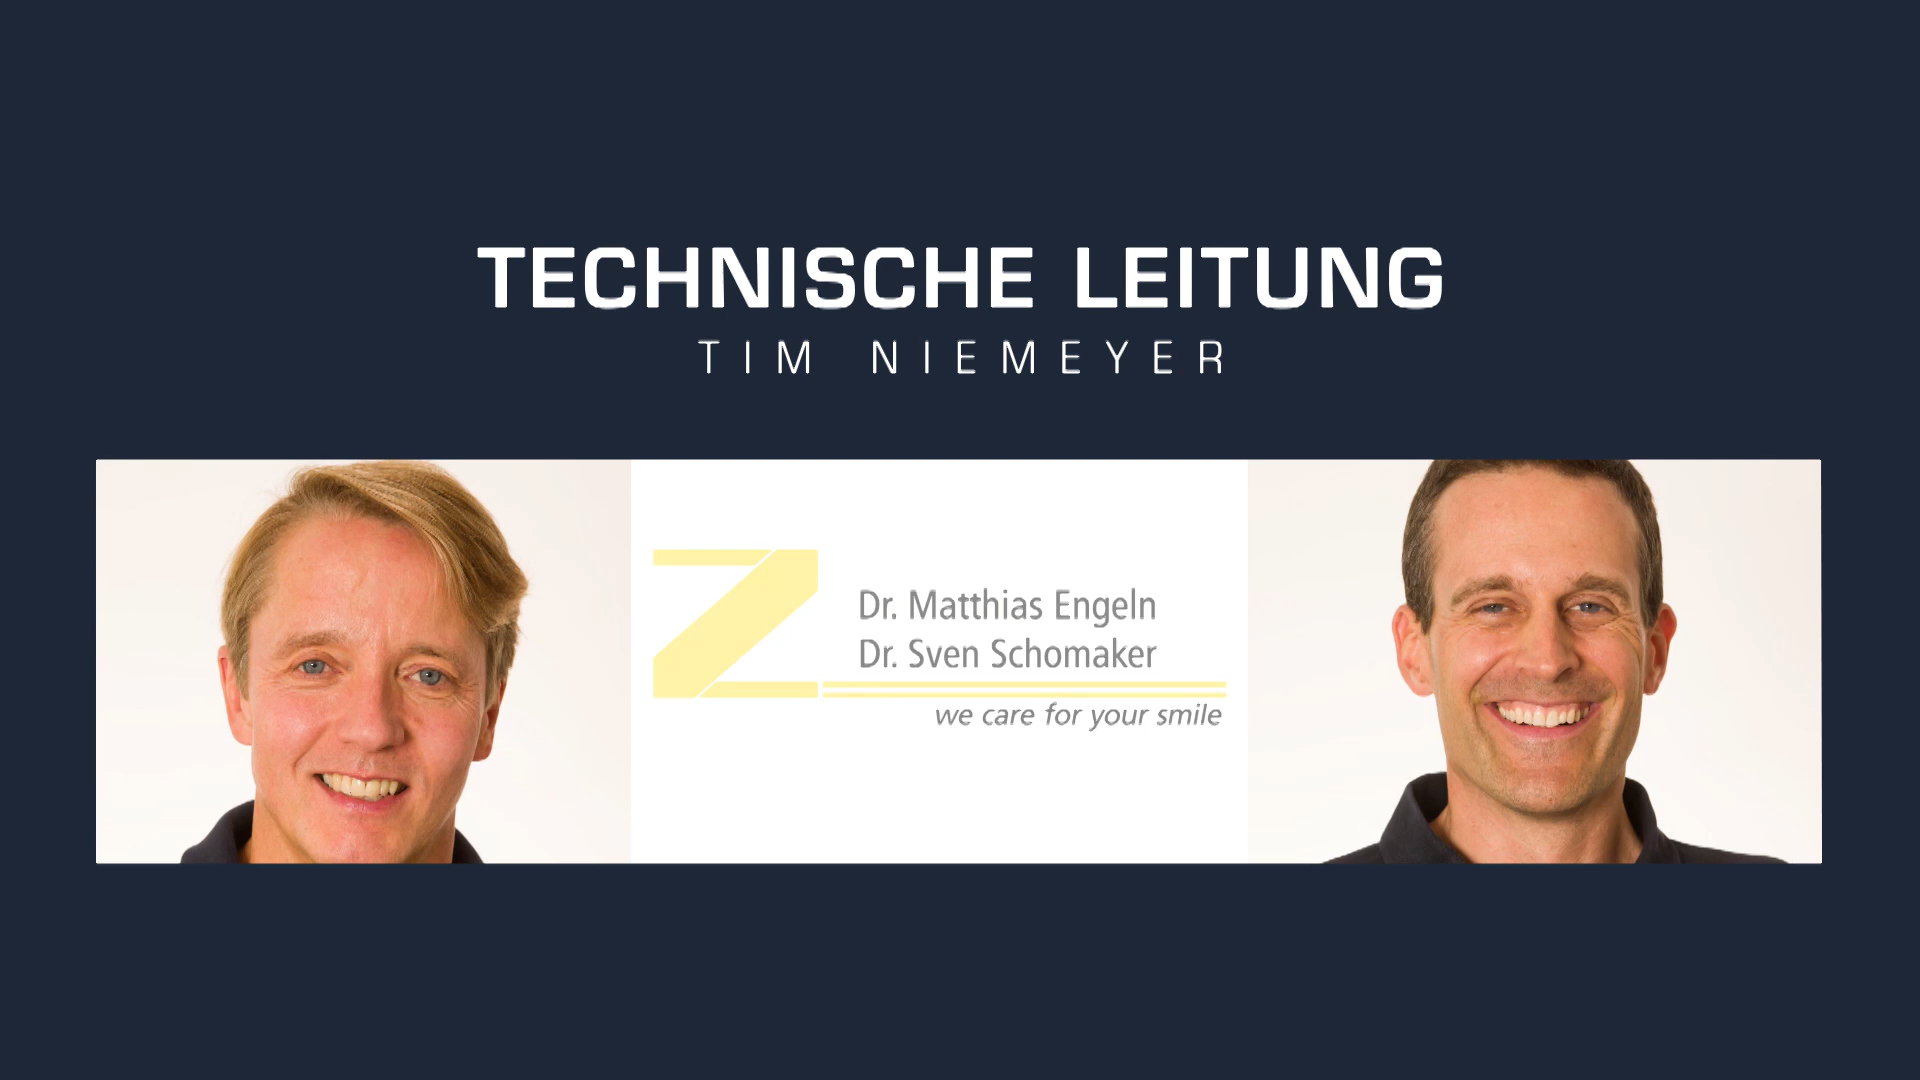 TECHNISCHE LEITUNG
TIM NIEMEYER
Dr. Matthias Engeln
Dr. Sven Schomaker
we care for your smile